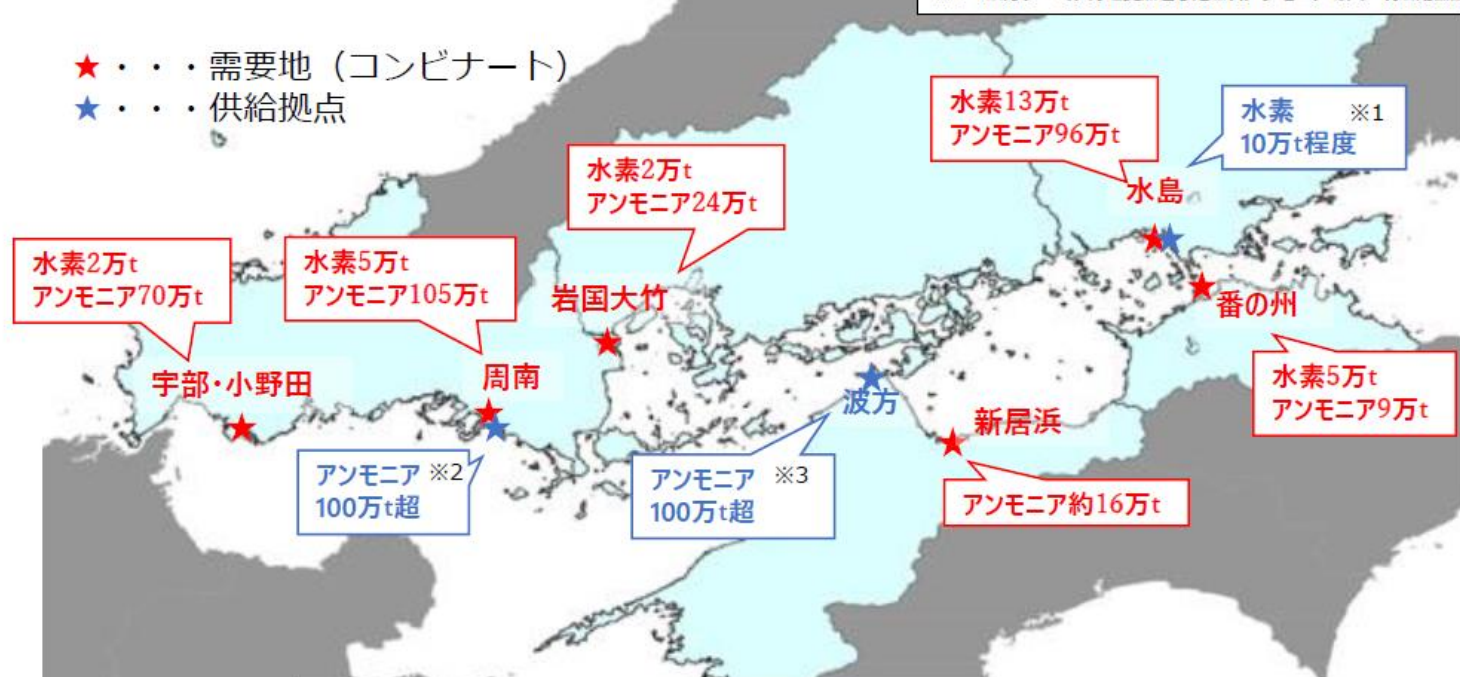 ★・・・需要地（コンビナート）
★・・・供給拠点
水素13万t
アンモニア96万t
水素 ※1
10万t程度
水島
水素2万t
アンモニア24万t
水素2万t
アンモニア70万t
水素5万t
アンモニア105万t
岩国大竹
番の州
宇部・小野田
周南
波方
新居浜
水素5万t
アンモニア9万t
アンモニア ※2
100万t超
アンモニア ※3
100万t超
アンモニア約16万t